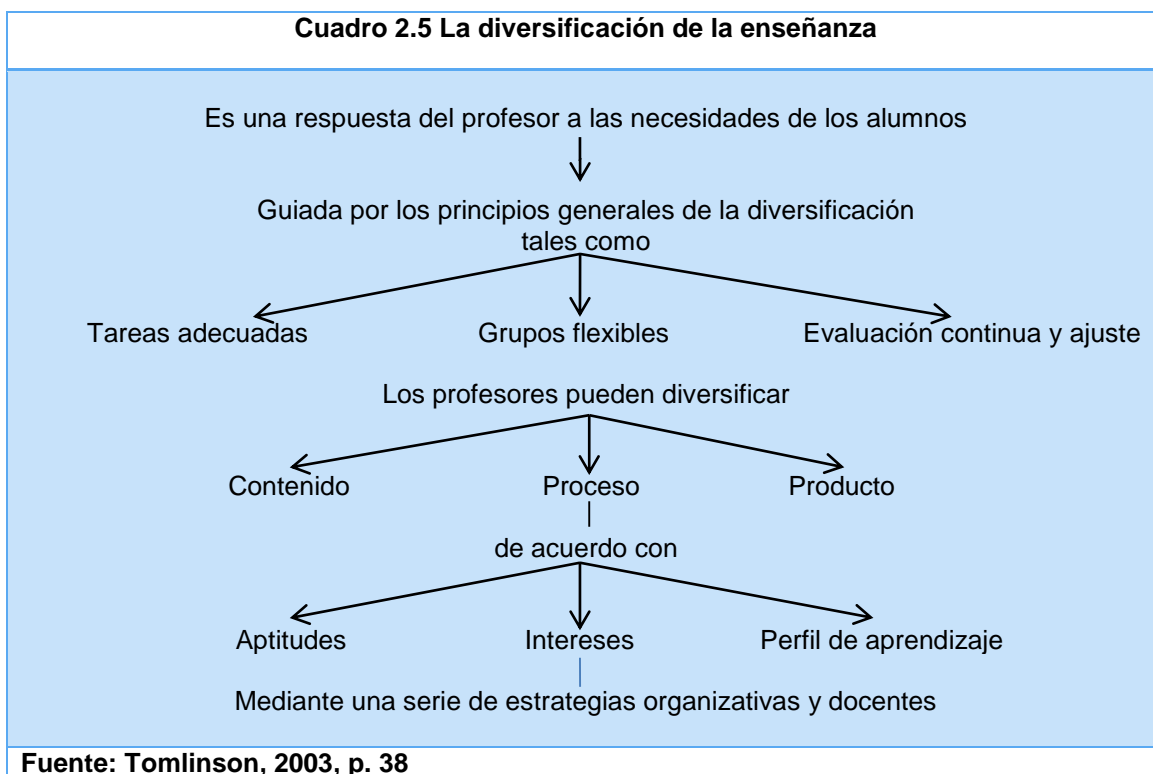 Cuadro 2.5 La diversificación de la enseñanza
Es una respuesta del profesor a las necesidades de los alumnos
Guiada por los principios generales de la diversificación
tales como
Tareas adecuadas
Grupos flexibles
Evaluación continua y ajuste
Los profesores pueden diversificar
Contenido
Proceso
Producto
de acuerdo con
Aptitudes
Intereses
Perfil de aprendizaje
Mediante una serie de estrategias organizativas y docentes
Fuente: Tomlinson, 2003, p. 38